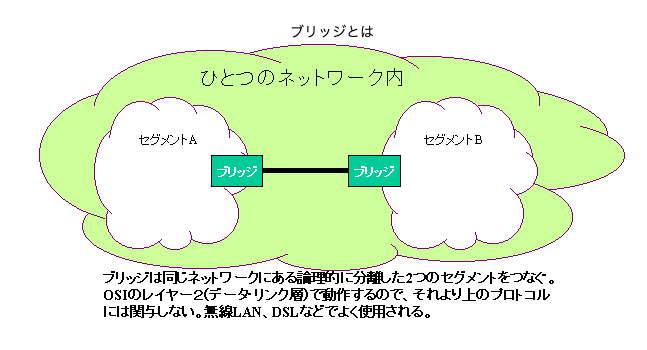 ブリッジとは
ひとつのネットワーク内
セグメントA
セグメントB
ブリッジ
ブリッジ
ブリッジは同じネットワークにある論理的に分離した2つのセグメントをつなぐ。
OSIのレイヤー２(データ・リンク層)で動作するので、それより上のプロトコル
には関与しない。無線LAN、DSLなどでよく使用される。